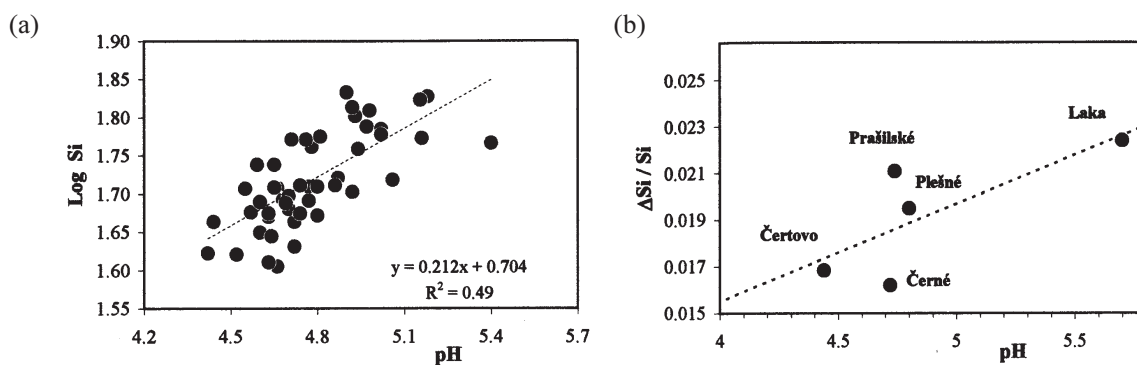 (a)
1.90
1.85
1.80
1.75
1.70
1.65
1.60
1.55
Log Si
4.2
4.5
4.8
5.1
5.4
5.7
pH
y = 0.212x + 0.704
R² = 0.49
(b)
0.025
0.023
0.021
0.019
0.017
0.015
ΔSi / Si
4
4.5
5
5.5
pH
Laka
Prašilské
Plešné
Čertovo
Černé